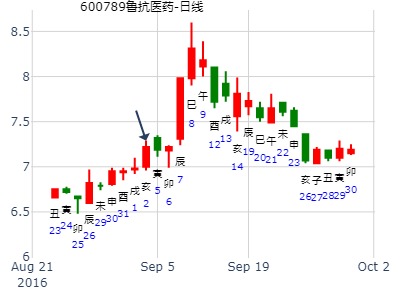 600789鲁抗医药-日线
8.5
8
7.5
7
6.5
6
丑
23
寅
24
卯
25
辰
26
未
29
申
30
酉
31
戌
1
亥
2
寅
5
卯
6
辰
7
巳
8
午
9
酉
12
戌
13
亥
14
辰
19
巳
20
午
21
未
22
申
23
亥
26
子
27
丑
28
寅
29
卯
30
Aug 21
2016
Sep 5
Sep 19
Oct 2